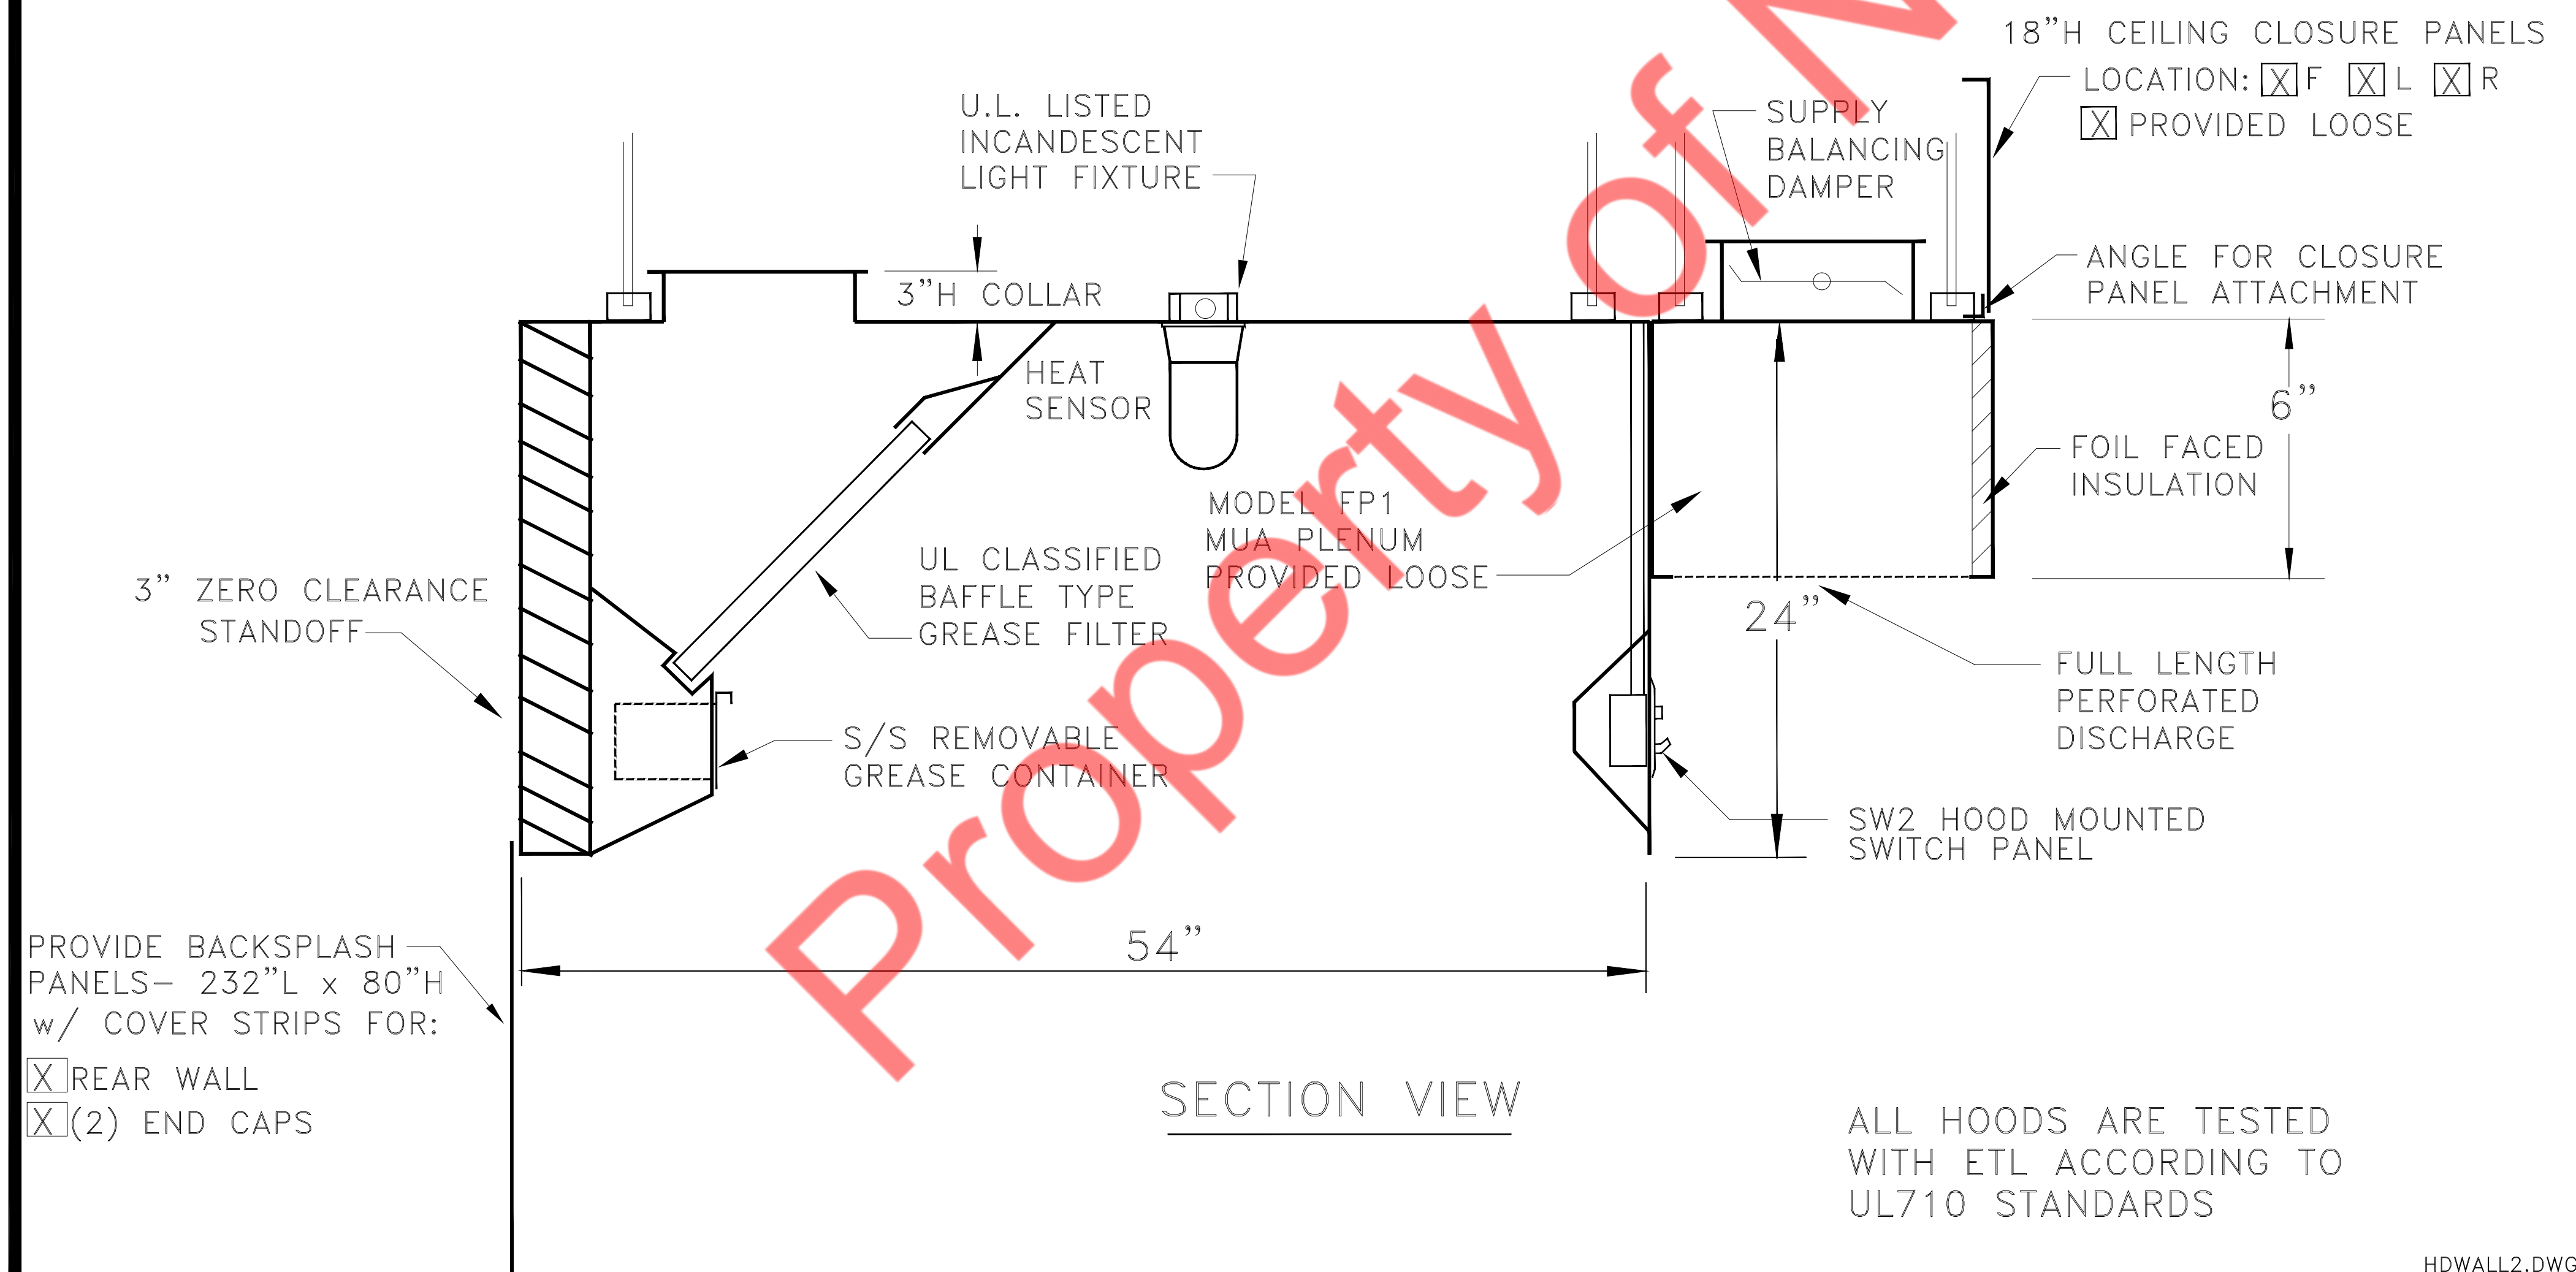 18"H CEILING CLOSURE PANELS
LOCATION: [X] F [X] L [X] R
[X] PROVIDED LOOSE
U.L. LISTED
INCANDESCENT
LIGHT FIXTURE
SUPPLY
BALANCING
DAMPER
3"H COLLAR
ANGLE FOR CLOSURE
PANEL ATTACHMENT
HEAT
SENSOR
6"
FOIL FACED
INSULATION
MODEL FP1
MUA PLENUM
PROVIDED LOOSE
UL CLASSIFIED
BAFFLE TYPE
GREASE FILTER
3" ZERO CLEARANCE
STANDOFF
24"
FULL LENGTH
PERFORATED
DISCHARGE
S/S REMOVABLE
GREASE CONTAINER
SW2 HOOD MOUNTED
SWITCH PANEL
54"
PROVIDE BACKSPLASH
PANELS- 232"L x 80"H
w/ COVER STRIPS FOR:
[X] REAR WALL
[X] (2) END CAPS
SECTION VIEW
ALL HOODS ARE TESTED
WITH ETL ACCORDING TO
UL710 STANDARDS
HDWALL2.DWG
Property of